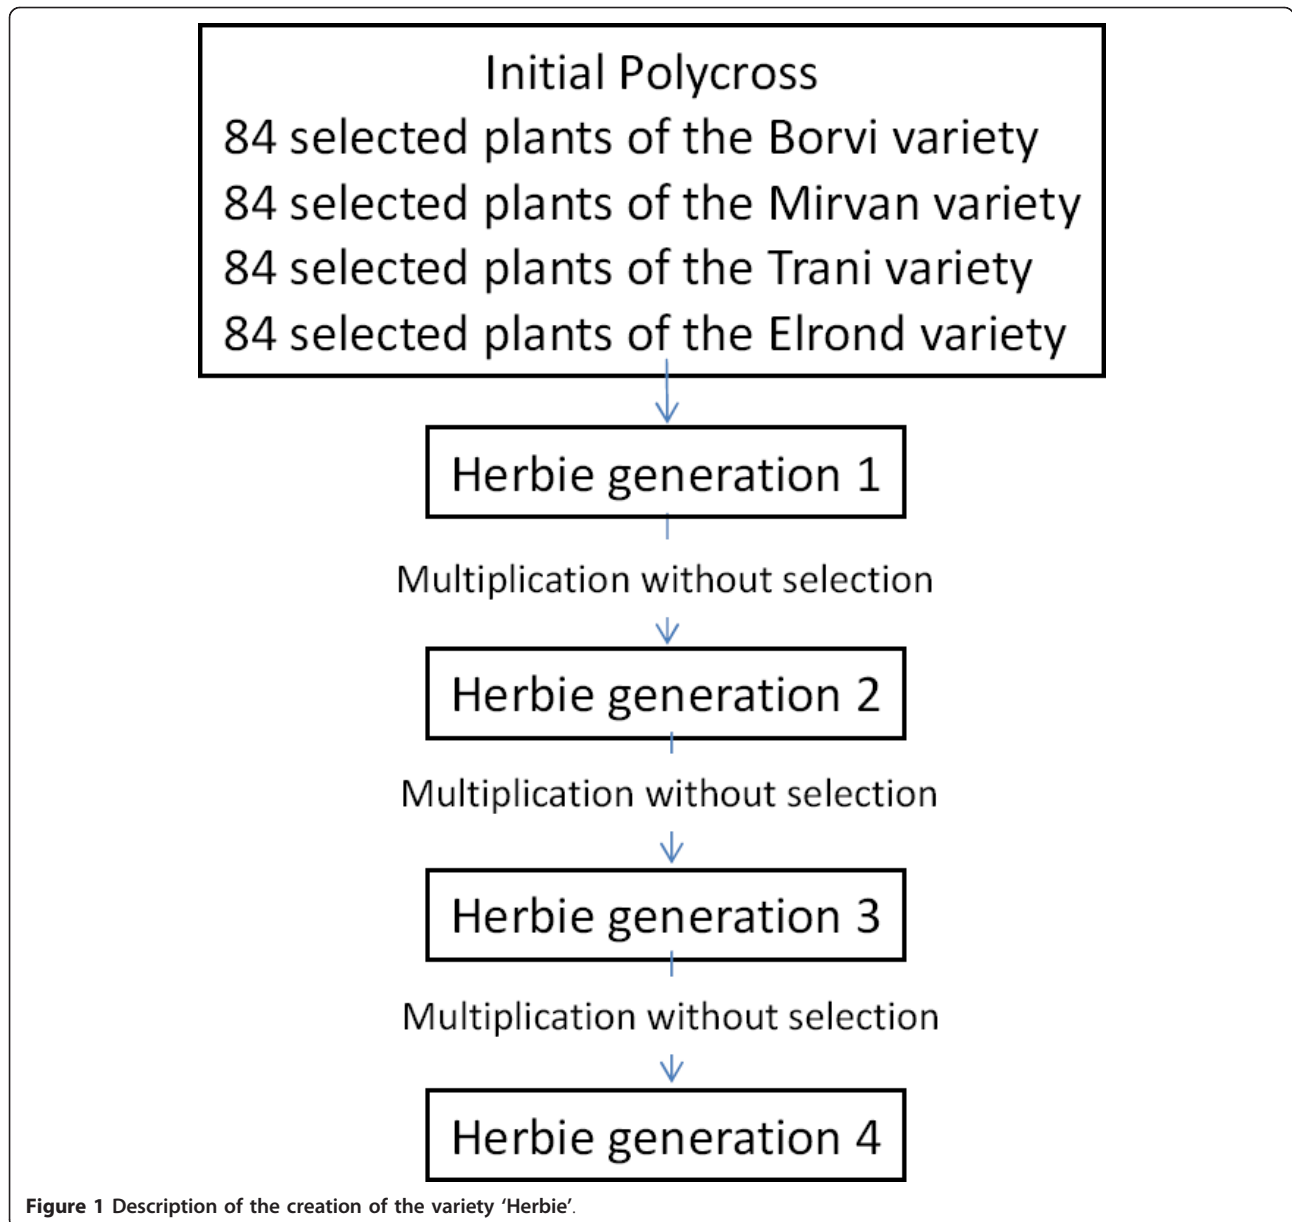 Initial Polycross
84 selected plants of the Borvi variety
84 selected plants of the Mirvan variety
84 selected plants of the Trani variety
84 selected plants of the Elrond variety
Herbie generation 1
Multiplication without selection
Herbie generation 2
Multiplication without selection
Herbie generation 3
Multiplication without selection
Herbie generation 4
Figure 1 Description of the creation of the variety ‘Herbie’.